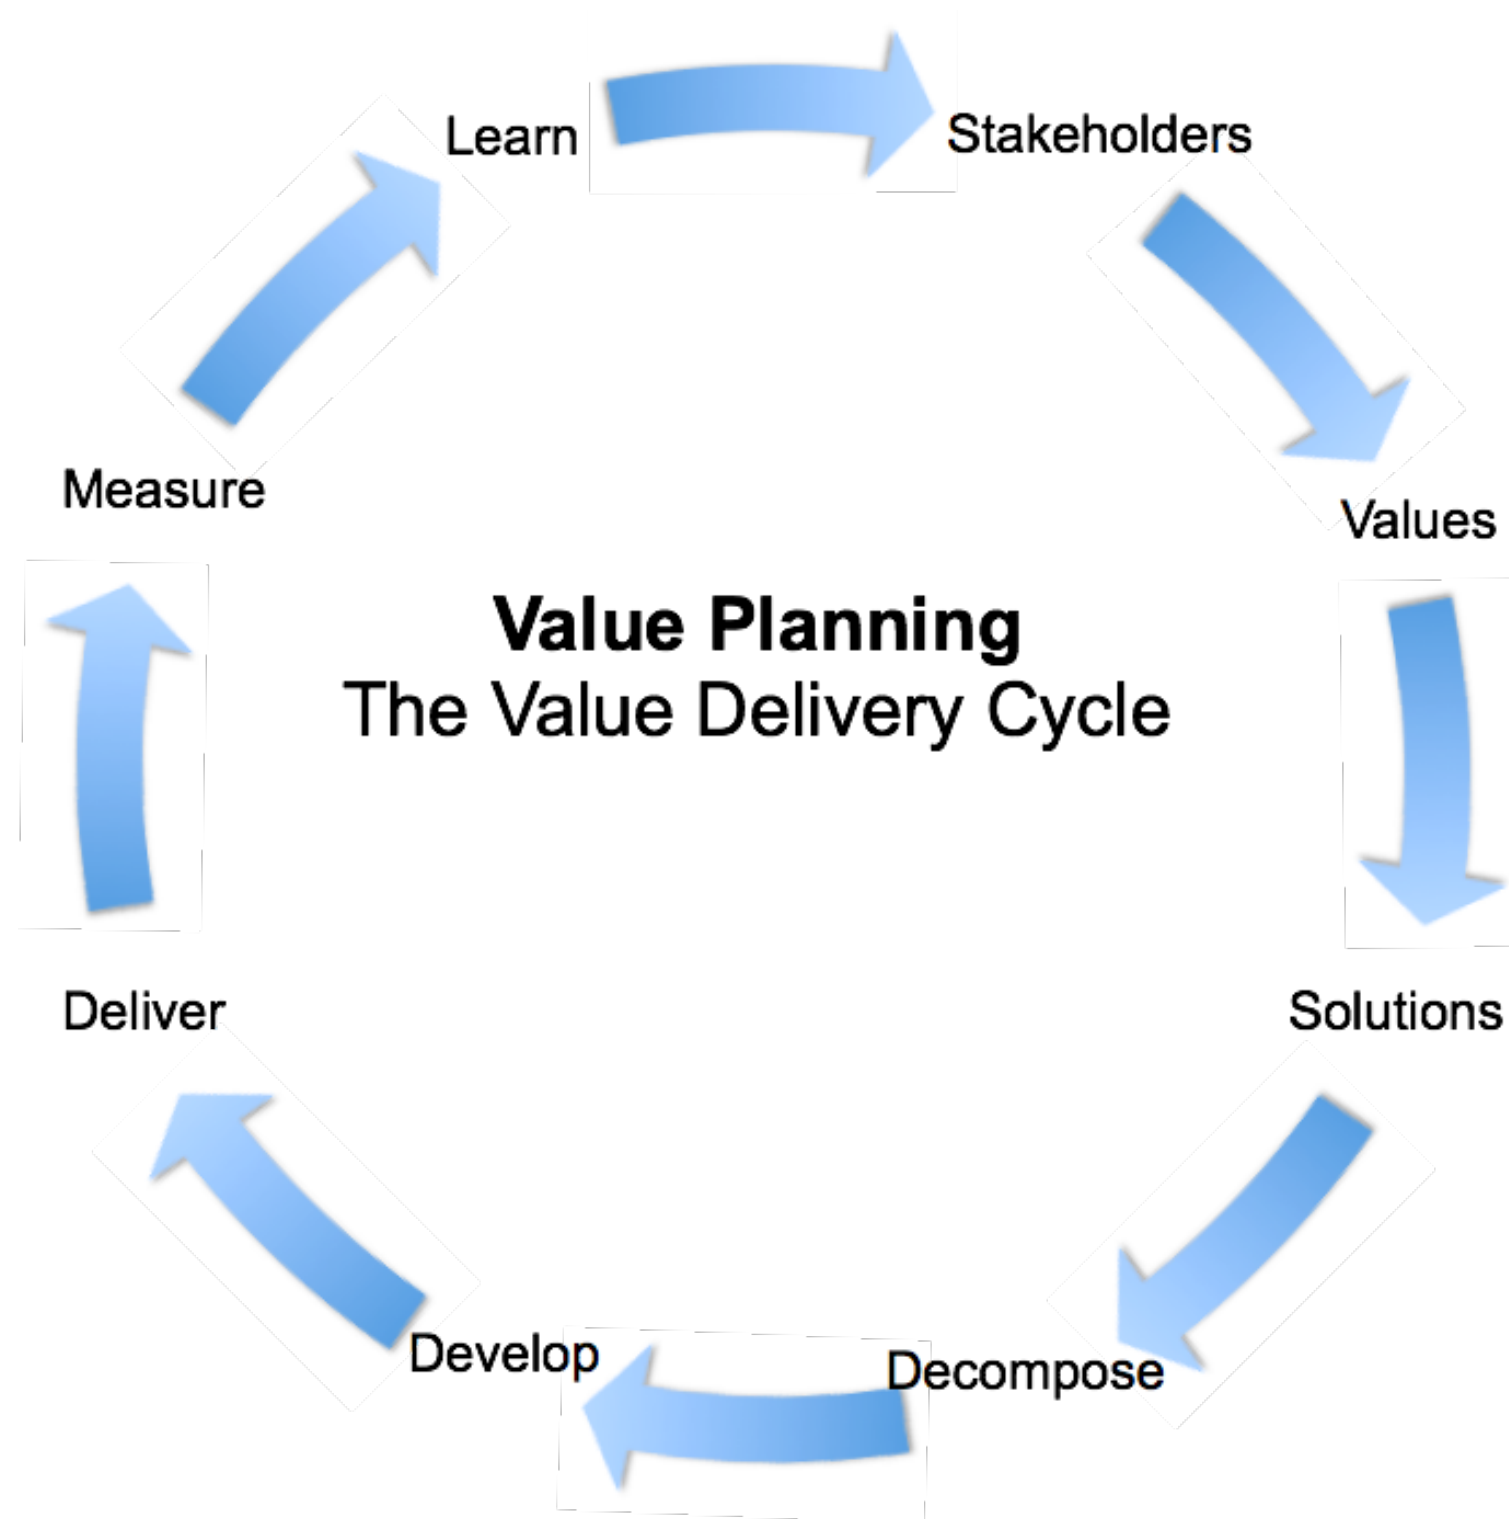 Learn
Stakeholders
Measure
Values
Value Planning
The Value Delivery Cycle
Deliver
Solutions
Develop
Decompose